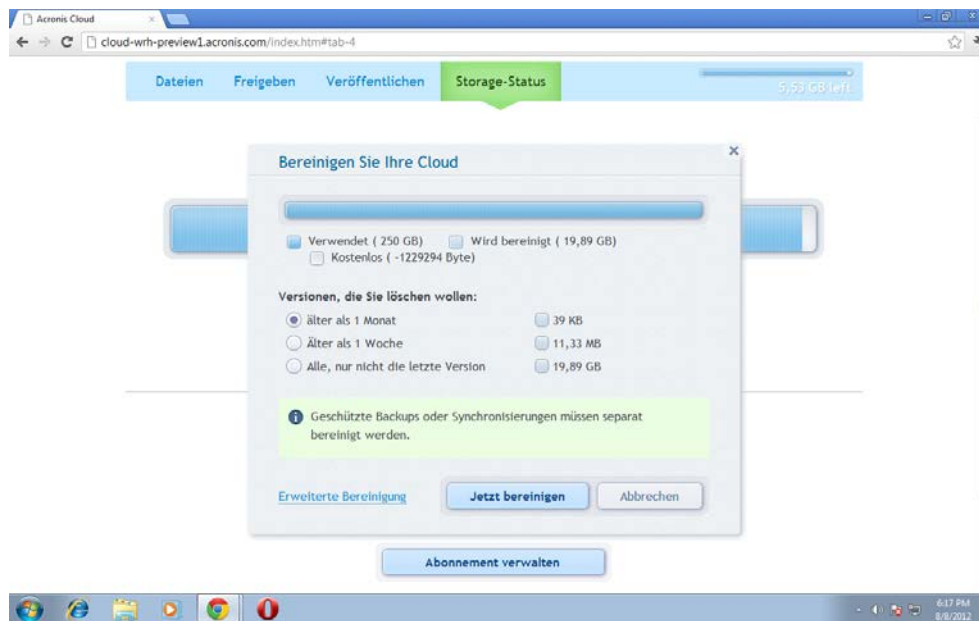 Acronis Cloud
cloud-wrh-preview1.acronis.com/index.htm#tab-4
Dateien Freigeben Veröffentlichen Storage-Status 5,53 GB left
Bereinigen Sie Ihre Cloud
Verwendet ( 250 GB) Wird bereinigt ( 19,89 GB)
Kostenlos ( -1229294 Byte)
Versionen, die Sie löschen wollen:
älter als 1 Monat 39 KB
Älter als 1 Woche 11,33 MB
Alle, nur nicht die letzte Version 19,89 GB
Geschützte Backups oder Synchronisierungen müssen separat
bereinigt werden.
Erweiterte Bereinigung Jetzt bereinigen Abbrechen
Abonnement verwalten
6:17 PM
8/8/2012